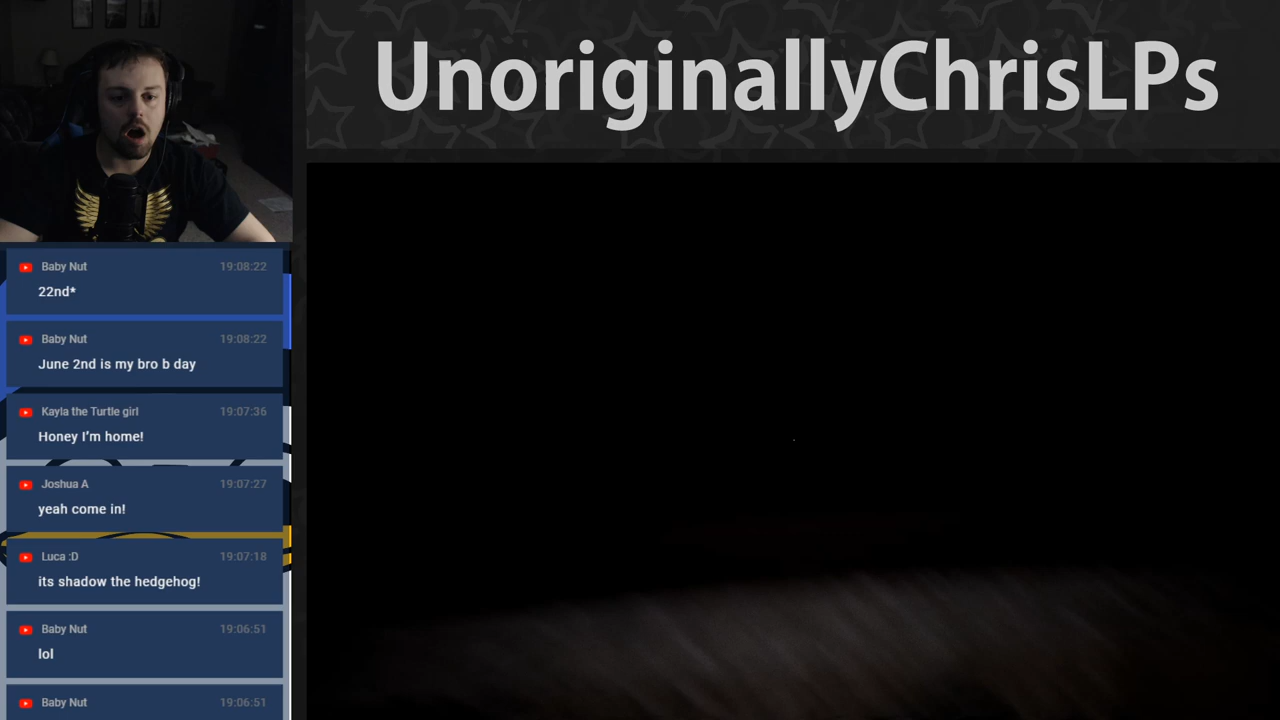 UnoriginallyChrisLPs
Baby Nut 19:08:22
22nd*
Baby Nut 19:08:22
June 2nd is my bro b day
Kayla the Turtle girl 19:07:36
Honey I'm home!
Joshua A 19:07:27
yeah come in!
Luca :D 19:07:18
its shadow the hedgehog!
Baby Nut 19:06:51
lol
Baby Nut 19:06:51